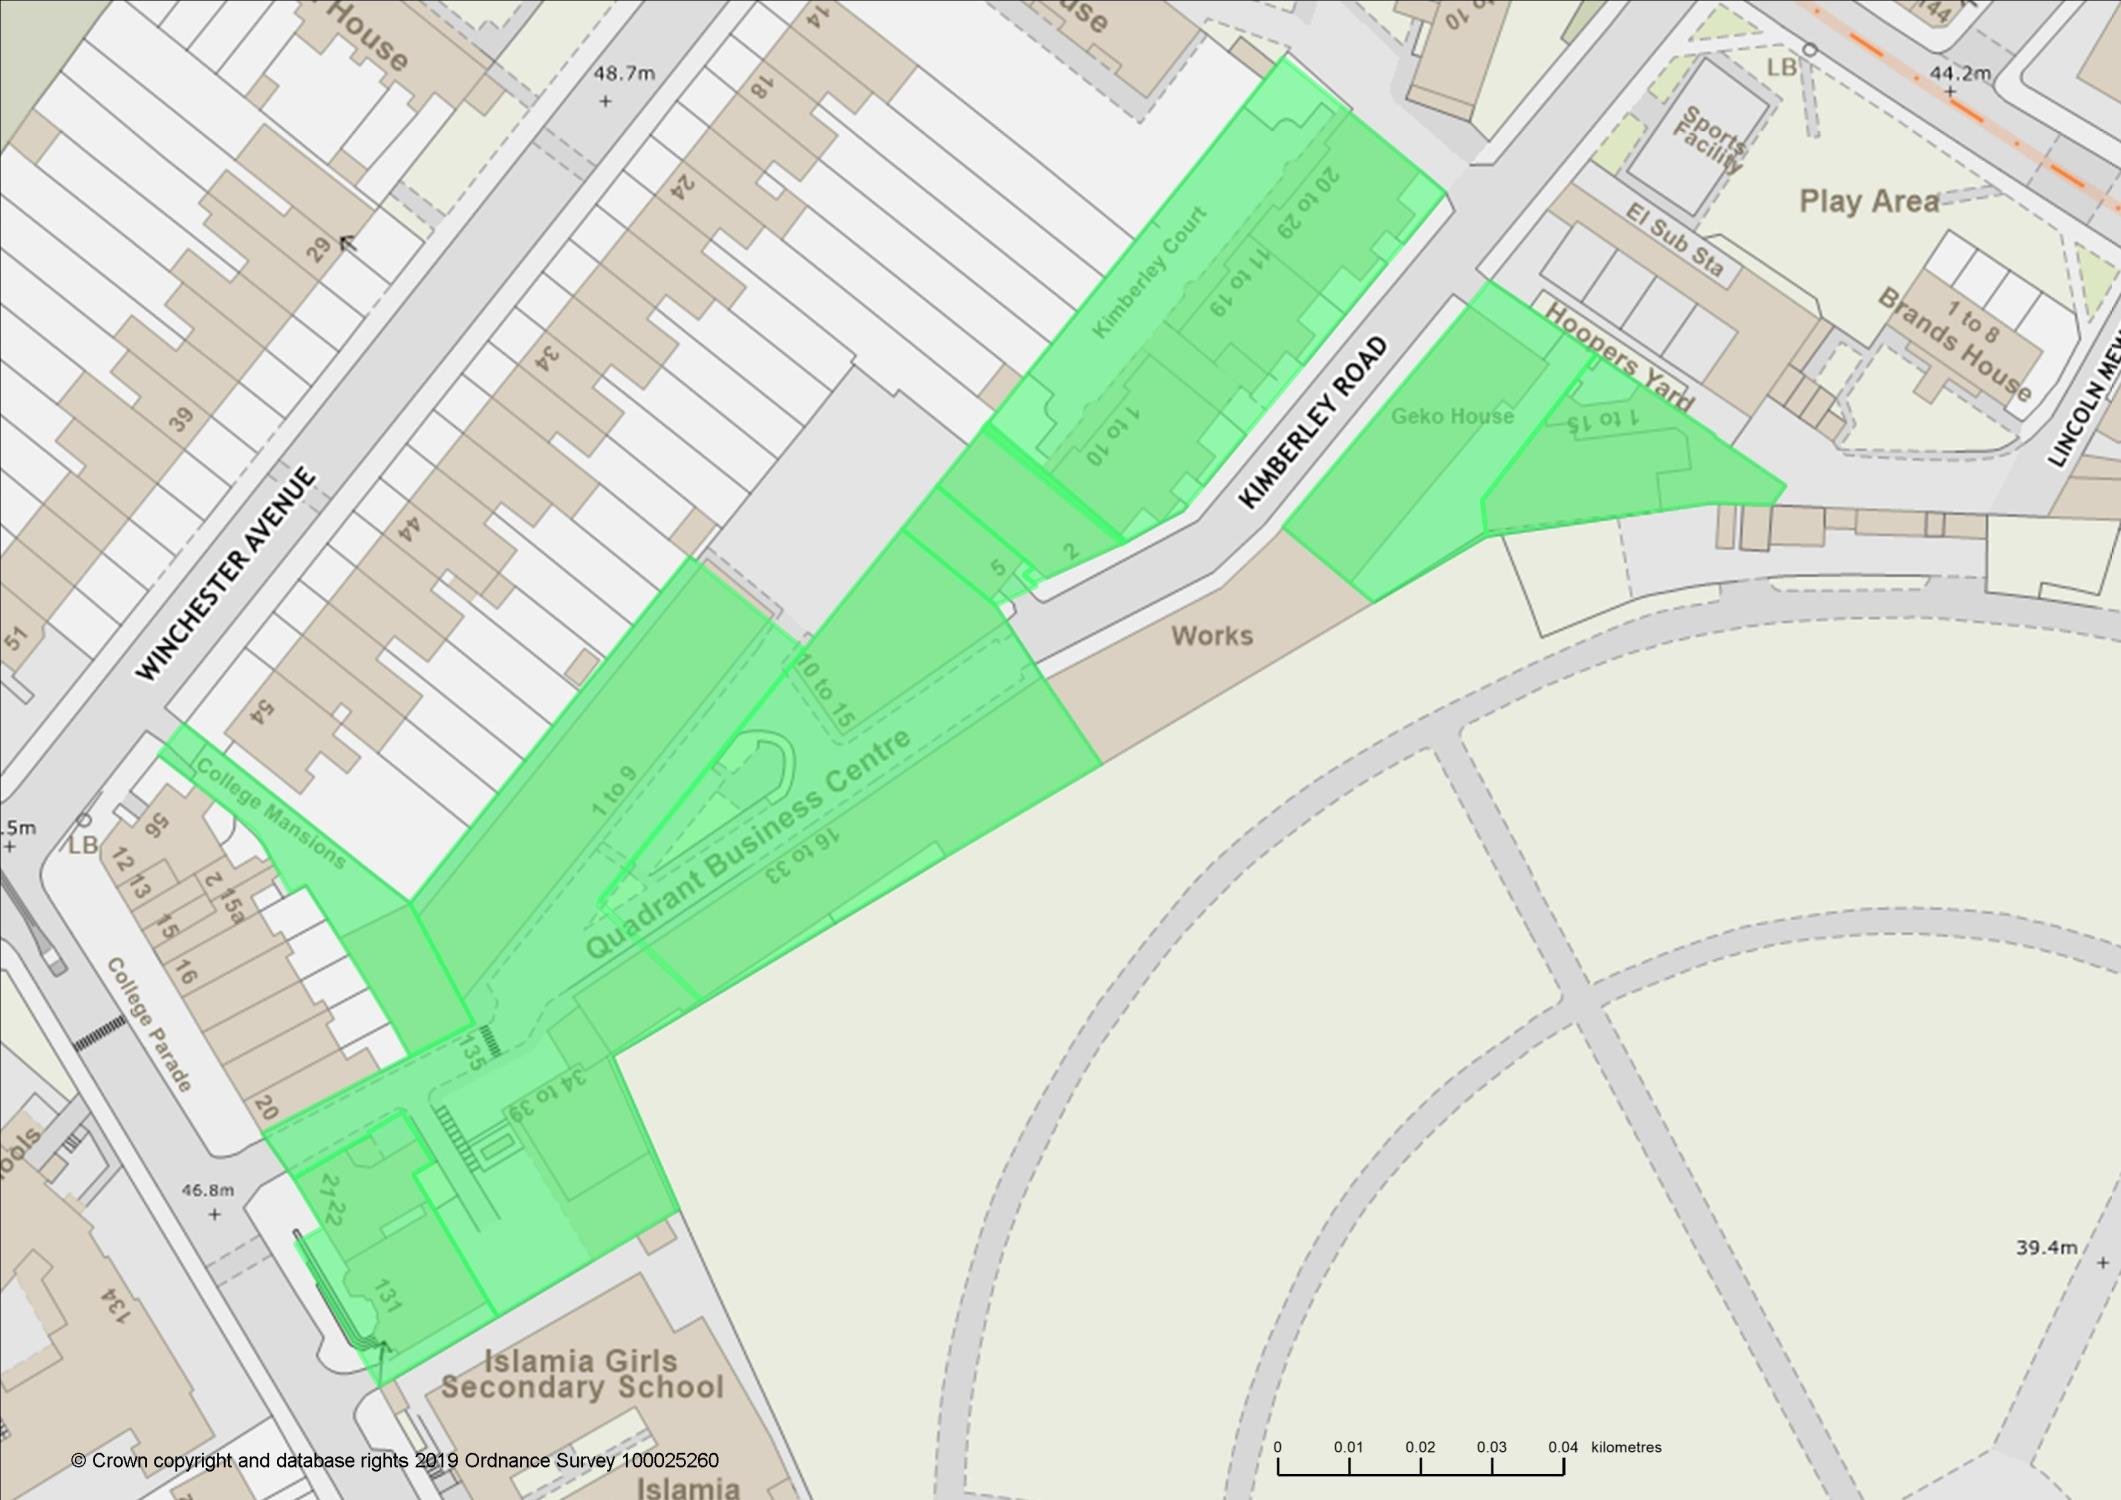 House
48.7m
14
18
24
29
34
39
44
51
54
WINCHESTER AVENUE
10
144
LB
44.2m
Sports
Facility
Play Area
El Sub Sta
1 to 8
Brands House
LINCOLN
Hoopers Yard
20 to 29
11 to 19
Kimberley Court
1 to 10
KIMBERLEY ROAD
Geko House
1 to 15
2
5
Works
10 to 15
1 to 9
Quadrant Business Centre
16 to 33
College Mansions
.5m
LB
56
12
13
2
15a
15
16
College Parade
20
135
34 to 39
46.8m
21
22
131
134
Islamia Girls
Secondary School
Islamia
39.4m
0 0.01 0.02 0.03 0.04 kilometres
© Crown copyright and database rights 2019 Ordnance Survey 100025260